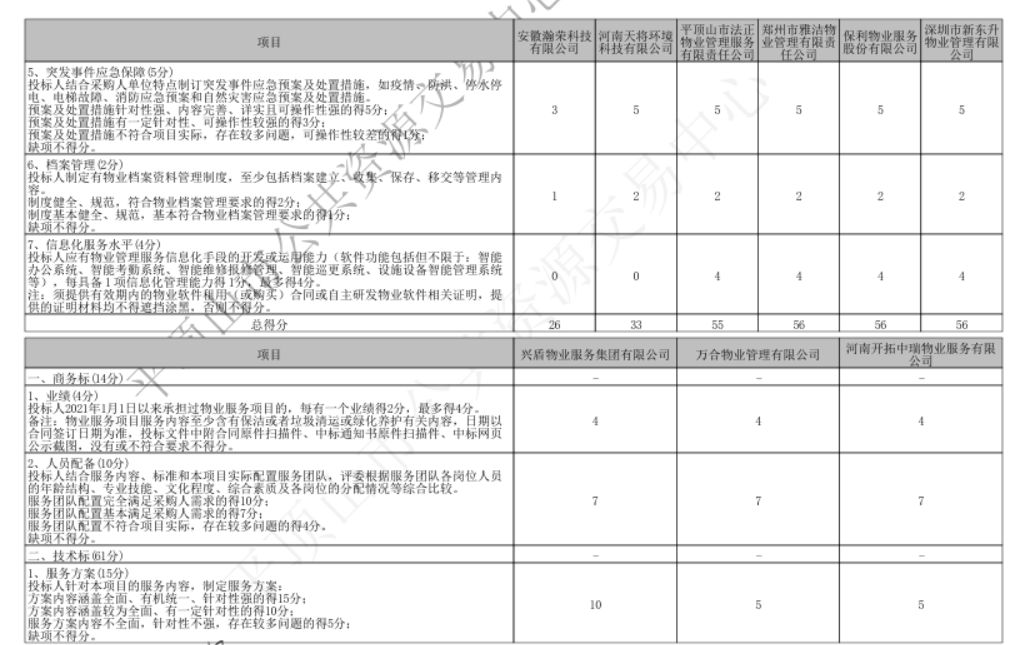 项目
安徽瀚荣科技有限公司
河南天将环境科技有限公司
平顶山市法正物业管理服务有限责任公司
郑州市雅洁物业管理有限责任公司
保利物业服务股份有限公司
深圳市新东升物业管理有限公司
5、突发事件应急保障(5分)
投标人结合采购人单位特点制订突发事件应急预案及处置措施，如疫情、防洪、停水停
电、电梯故障、消防应急预案和自然灾害应急预案及处置措施。
预案及处置措施针对性强、内容完善、详实且可操作性强的得5分；
预案及处置措施有一定针对性、可操作性较强的得3分；
预案及处置措施不符合项目实际，存在较多问题，可操作性较差的得1分；
缺项不得分。
3 5 5 5 5 5
6、档案管理(2分)
投标人制定有物业档案资料管理制度，至少包括档案建立、收集、保存、移交等管理内
容。
制度健全、规范，符合物业档案管理要求的得2分；
制度基本健全、规范，基本符合物业档案管理要求的得1分；
缺项不得分。
1 2 2 2 2 2
7、信息化服务水平(4分)
投标人应有物业管理服务信息化手段的开发或运用能力（软件功能包括但不限于：智能
办公系统、智能考勤系统、智能维修报修管理、智能巡更系统、设施设备智能管理系统
等），每具备1项信息化管理能力得1分，最多得4分。
注：须提供有效期内的物业软件租用（或购买）合同或自主研发物业软件相关证明，提
供的证明材料均不得遮挡涂黑，否则不得分。
0 0 4 4 4 4
总得分 26 33 55 56 56 56
项目
兴盾物业服务集团有限公司
万合物业管理有限公司
河南开拓中瑞物业服务有限公司
一、商务标(14分) － － －
1、业绩(4分)
投标人2021年1月1日以来承担过物业服务项目的，每有一个业绩得2分，最多得4分。
备注：物业服务项目服务内容至少含有保洁或者垃圾清运或绿化养护有关内容，日期以
合同签订日期为准，投标文件中附合同原件扫描件、中标通知书原件扫描件、中标网页
公示截图，没有或不符合要求不得分。
4 4 4
2、人员配备(10分)
投标人结合服务内容、标准和本项目实际配置服务团队，评委根据服务团队各岗位人员
的年龄结构、专业技能、文化程度、综合素质及各岗位的分配情况等综合比较。
服务团队配置完全满足采购人需求的得10分；
服务团队配置基本满足采购人需求的得7分；
服务团队配置不符合项目实际，存在较多问题的得4分。
缺项不得分。
7 7 7
二、技术标(61分) － － －
1、服务方案(15分)
投标人针对本项目的服务内容，制定服务方案：
方案内容涵盖全面、有机统一、针对性强的得15分；
方案内容涵盖较为全面、有一定针对性的得10分；
服务方案内容不全面，针对性不强，存在较多问题的得5分；
缺项不得分。
10 5 5
平顶山市公共资源交易中心
平顶山市公共资源交易中心